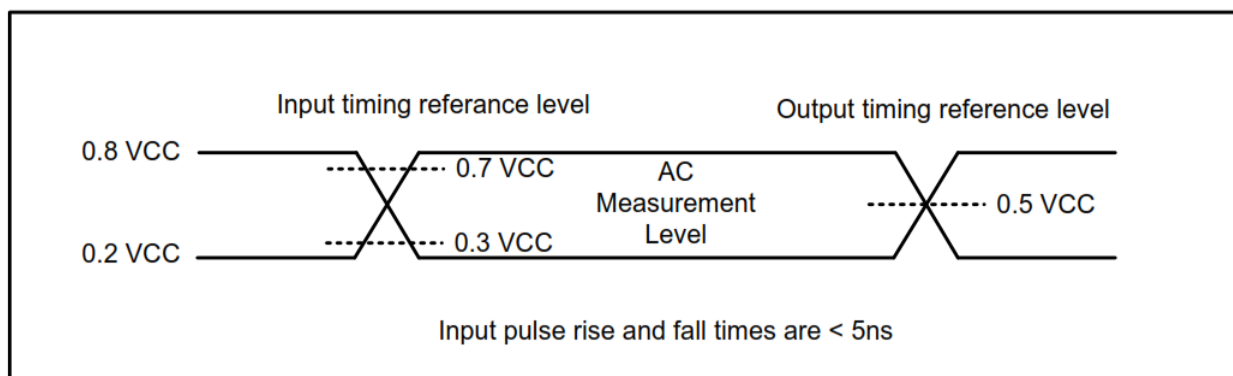 Input timing referance level
Output timing reference level
0.8 VCC
0.7 VCC
AC
Measurement
Level
0.5 VCC
0.3 VCC
0.2 VCC
Input pulse rise and fall times are < 5ns